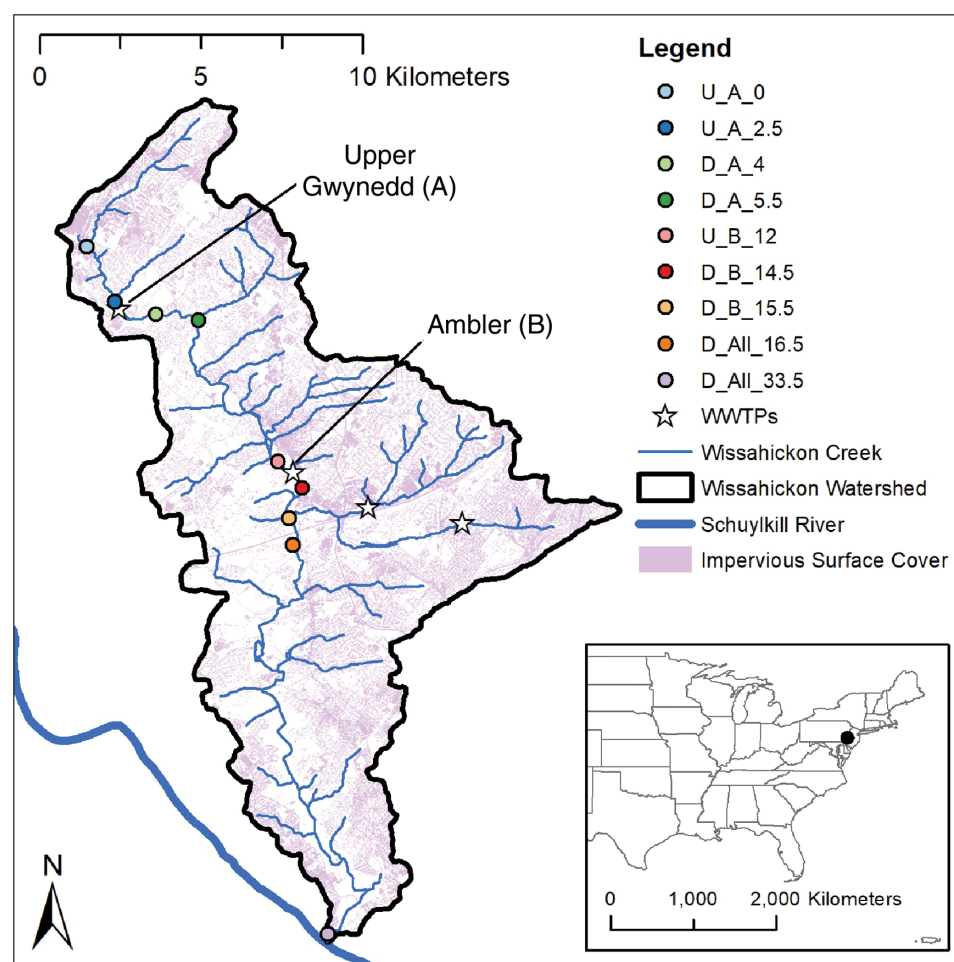 0
5
10 Kilometers
Upper
Gwynedd (A)
Ambler (B)
Legend
U_A_0
U_A_2.5
D_A_4
D_A_5.5
U_B_12
D_B_14.5
D_B_15.5
D_All_16.5
D_All_33.5
WWTPs
Wissahickon Creek
Wissahickon Watershed
Schuylkill River
Impervious Surface Cover
N
0
1,000
2,000 Kilometers